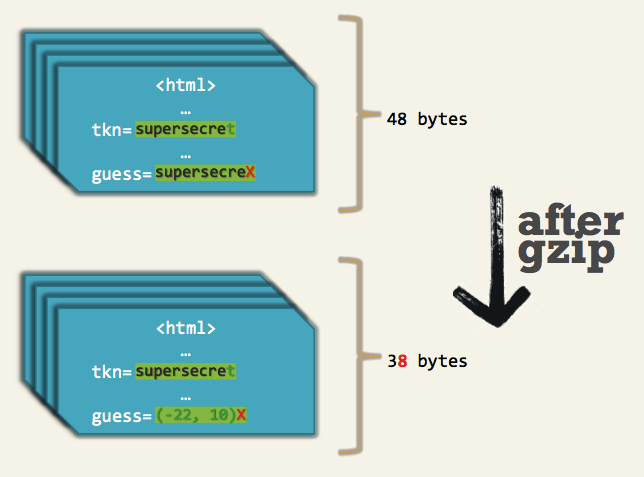 <html>
…
tkn=supersecret
…
guess=supersecreX
48 bytes
after
gzip
<html>
…
tkn=supersecret
…
guess=(-22, 10)X
38 bytes